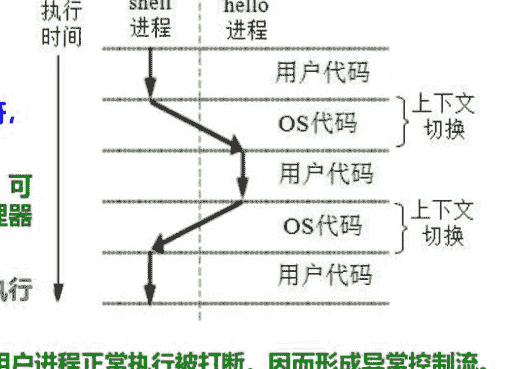 执行
时间
shell
进程
hello
进程
用户代码
OS代码
上下文
切换
用户代码
OS代码
上下文
切换
用户代码
符,
可
理器
执行
用户进程正常执行被打断，因而形成异常控制流。